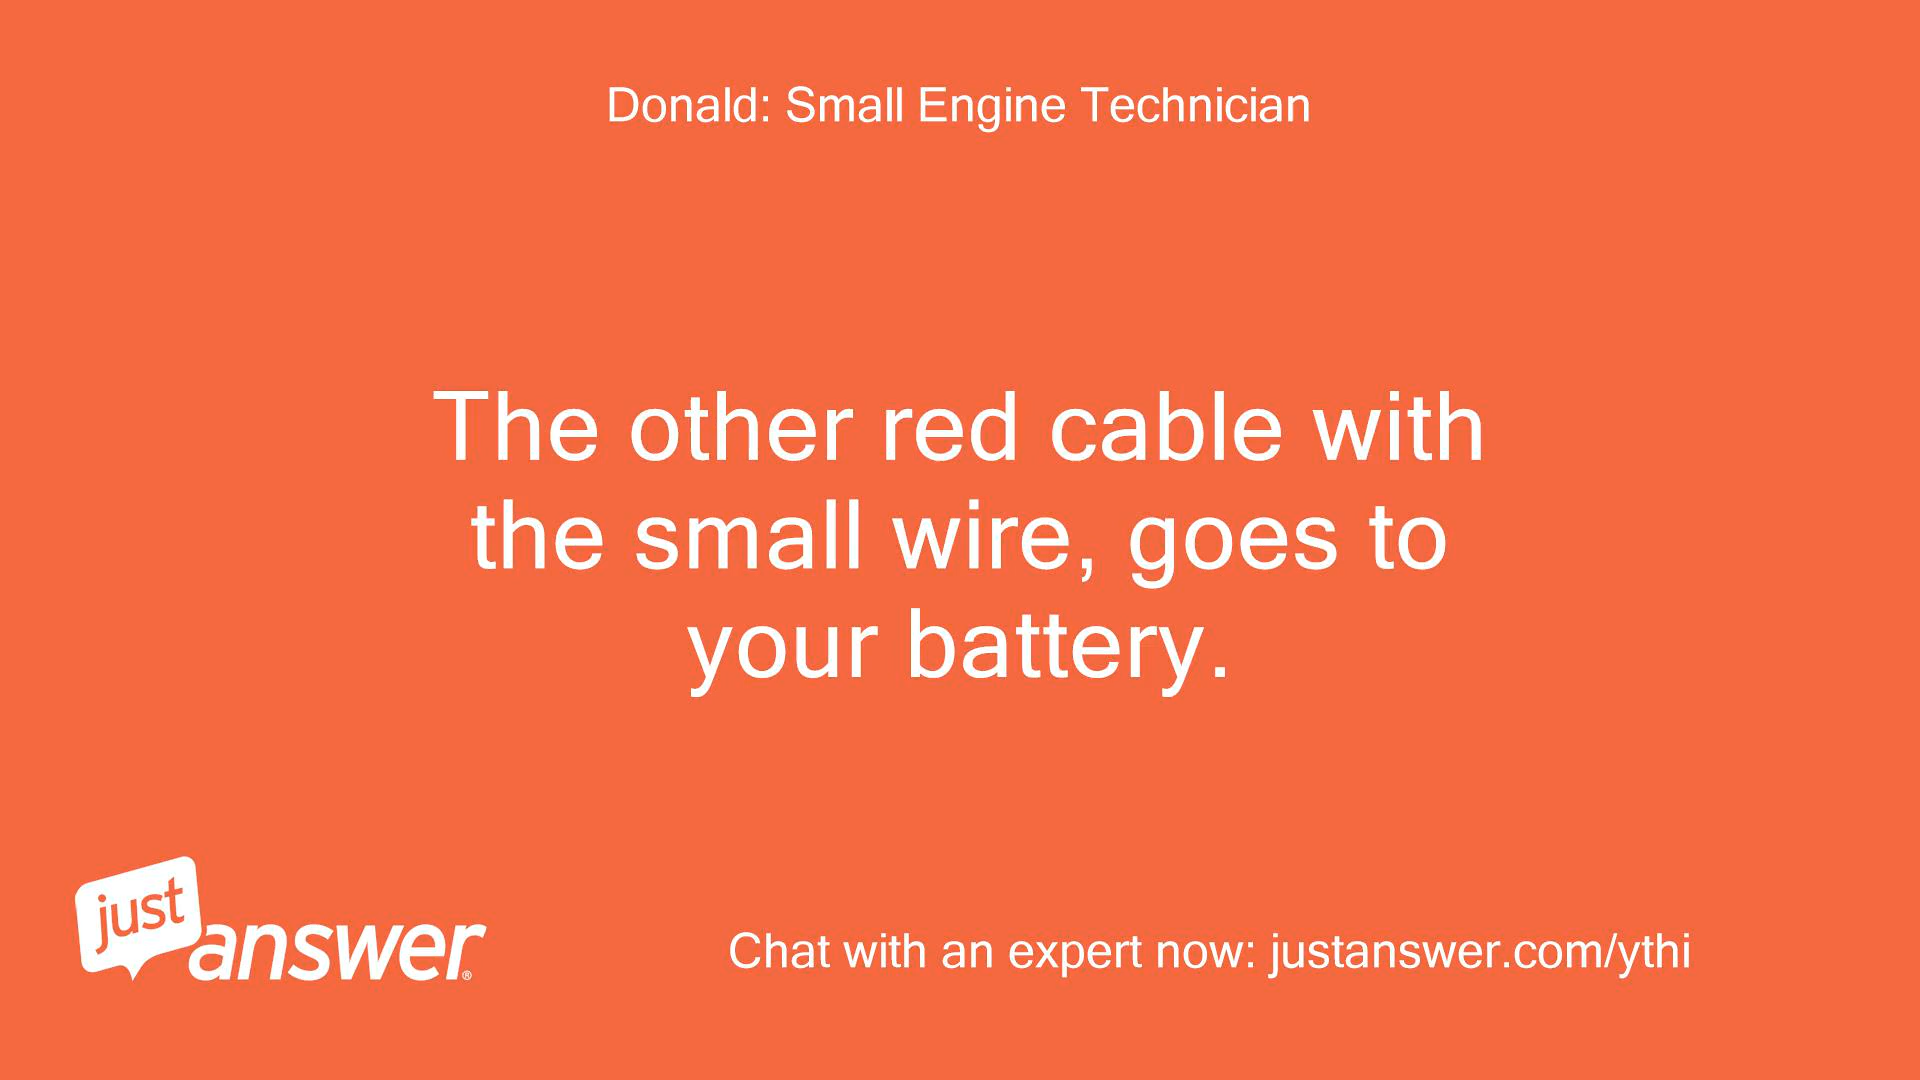 Donald: Small Engine Technician
The other red cable with
the small wire, goes to
your battery.
just
answer®
Chat with an expert now: justanswer.com/ythi